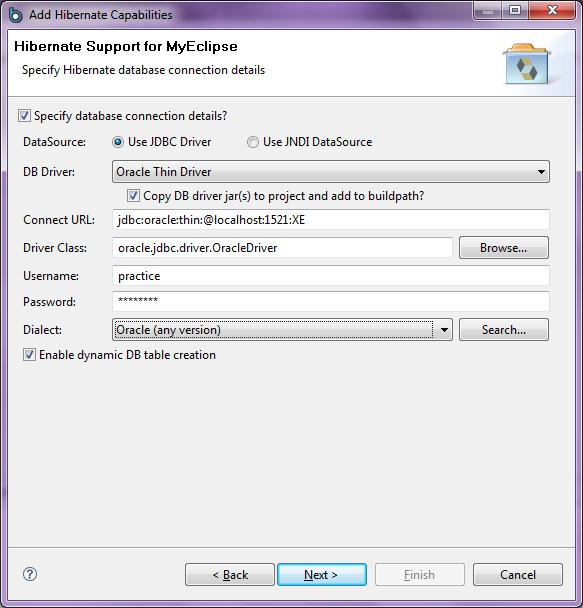 Add Hibernate Capabilities
Hibernate Support for MyEclipse
Specify Hibernate database connection details
Specify database connection details?
DataSource: Use JDBC Driver Use JNDI DataSource
DB Driver: Oracle Thin Driver
Copy DB driver jar(s) to project and add to buildpath?
Connect URL: jdbc:oracle:thin:@localhost:1521:XE
Driver Class: oracle.jdbc.driver.OracleDriver Browse...
Username: practice
Password: ********
Dialect: Oracle (any version) Search...
Enable dynamic DB table creation
? < Back Next > Finish Cancel